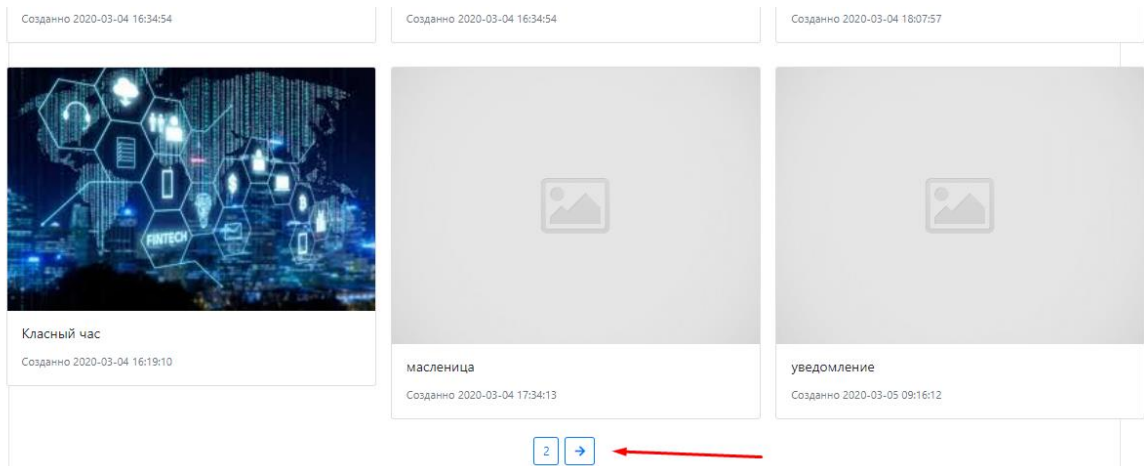 Созданно 2020-03-04 16:34:54
Созданно 2020-03-04 16:34:54
Созданно 2020-03-04 18:07:57
FINTECH
Класный час
Созданно 2020-03-04 16:19:10
масленица
Созданно 2020-03-04 17:34:13
уведомление
Созданно 2020-03-05 09:16:12
2